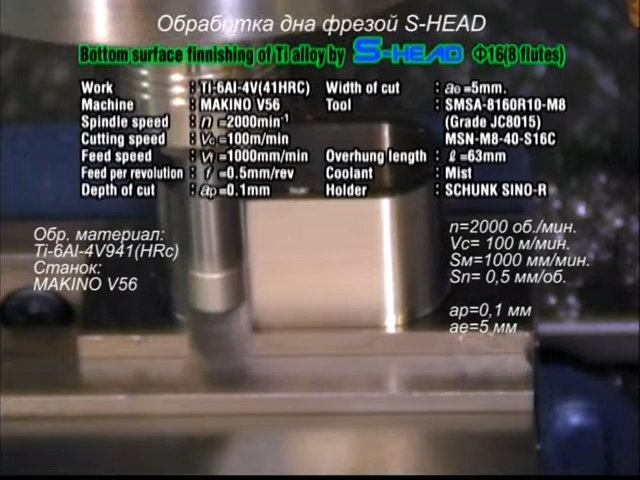 Обработка дна фрезой S-HEAD
Bottom surface finnishing of Ti alloy by S-HEAD Φ16(8 flutes)
Work : Ti-6Al-4V(41HRC) Width of cut : ae =5mm.
Machine : MAKINO V56 Tool : SMSA-8160R10-M8
Spindle speed : n =2000min-1 (Grade JC8015)
Cutting speed : Vc =100m/min MSN-M8-40-S16C
Feed speed : Vf =1000mm/min Overhung length : ℓ =63mm
Feed per revolution : f =0.5mm/rev Coolant : Mist
Depth of cut : ap =0.1mm Holder : SCHUNK SINO-R
Обр. материал:
Ti-6Al-4V941(HRc)
Станок:
MAKINO V56
n=2000 об./мин.
Vc= 100 м/мин.
Sм=1000 мм/мин.
Sп= 0,5 мм/об.
ap=0,1 мм
ae=5 мм